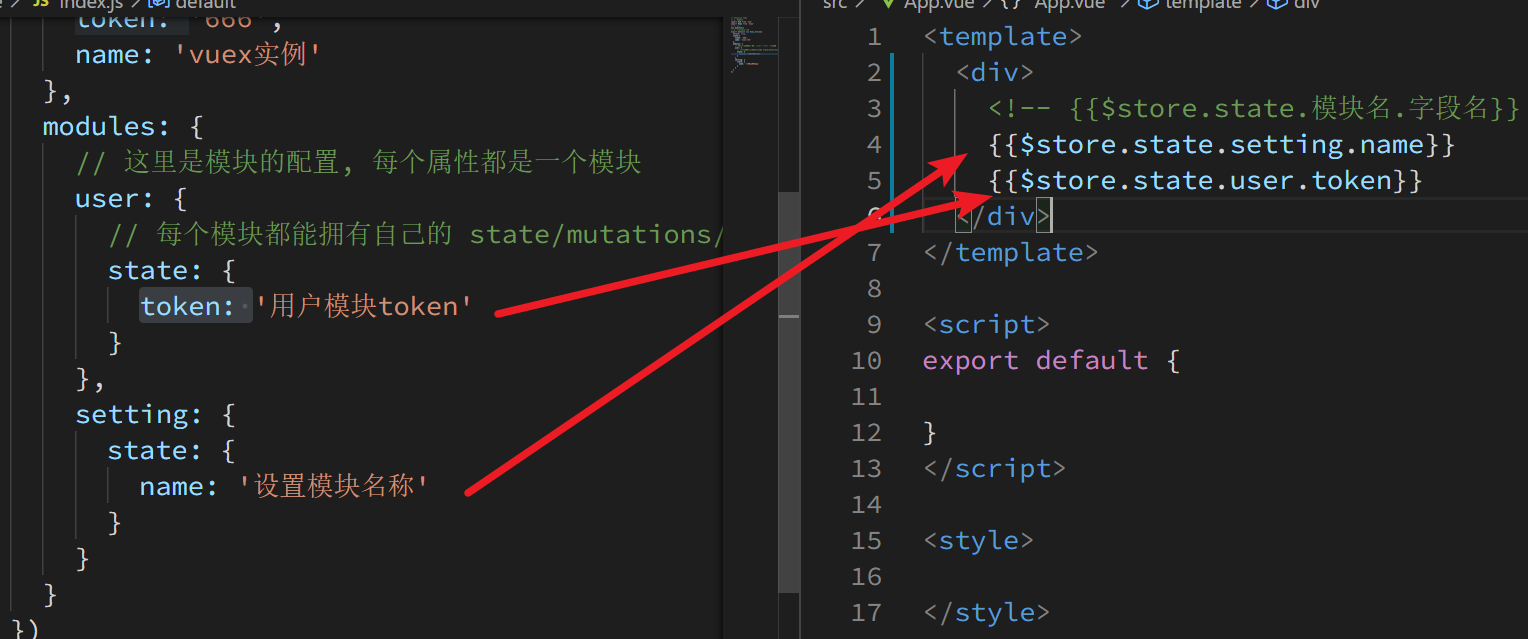 index.js > default
token: '666',
name: 'vuex实例'
},
modules: {
// 这里是模块的配置, 每个属性都是一个模块
user: {
// 每个模块都能拥有自己的 state/mutations/
state: {
token: '用户模块token'
}
},
setting: {
state: {
name: '设置模块名称'
}
}
}
})
src > App.vue > {} App.vue > template > div
1 <template>
2 <div>
3 <!-- {{$store.state.模块名.字段名}}
4 {{$store.state.setting.name}}
5 {{$store.state.user.token}}
6 </div>
7 </template>
8
9 <script>
10 export default {
11
12 }
13 </script>
14
15 <style>
16
17 </style>